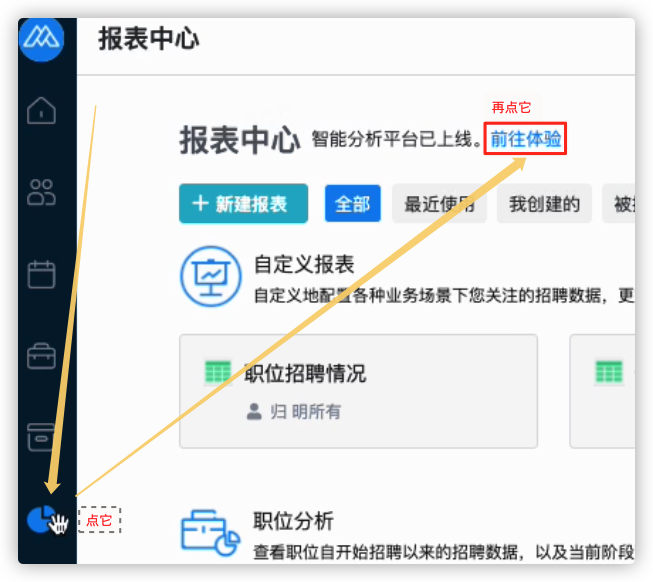 报表中心
再点它
报表中心 智能分析平台已上线。前往体验
+ 新建报表 全部 最近使用 我创建的
自定义报表
自定义地配置各种业务场景下您关注的招聘数据，更
职位招聘情况
归 明所有
点它
职位分析
查看职位自开始招聘以来的招聘数据，以及当前阶段